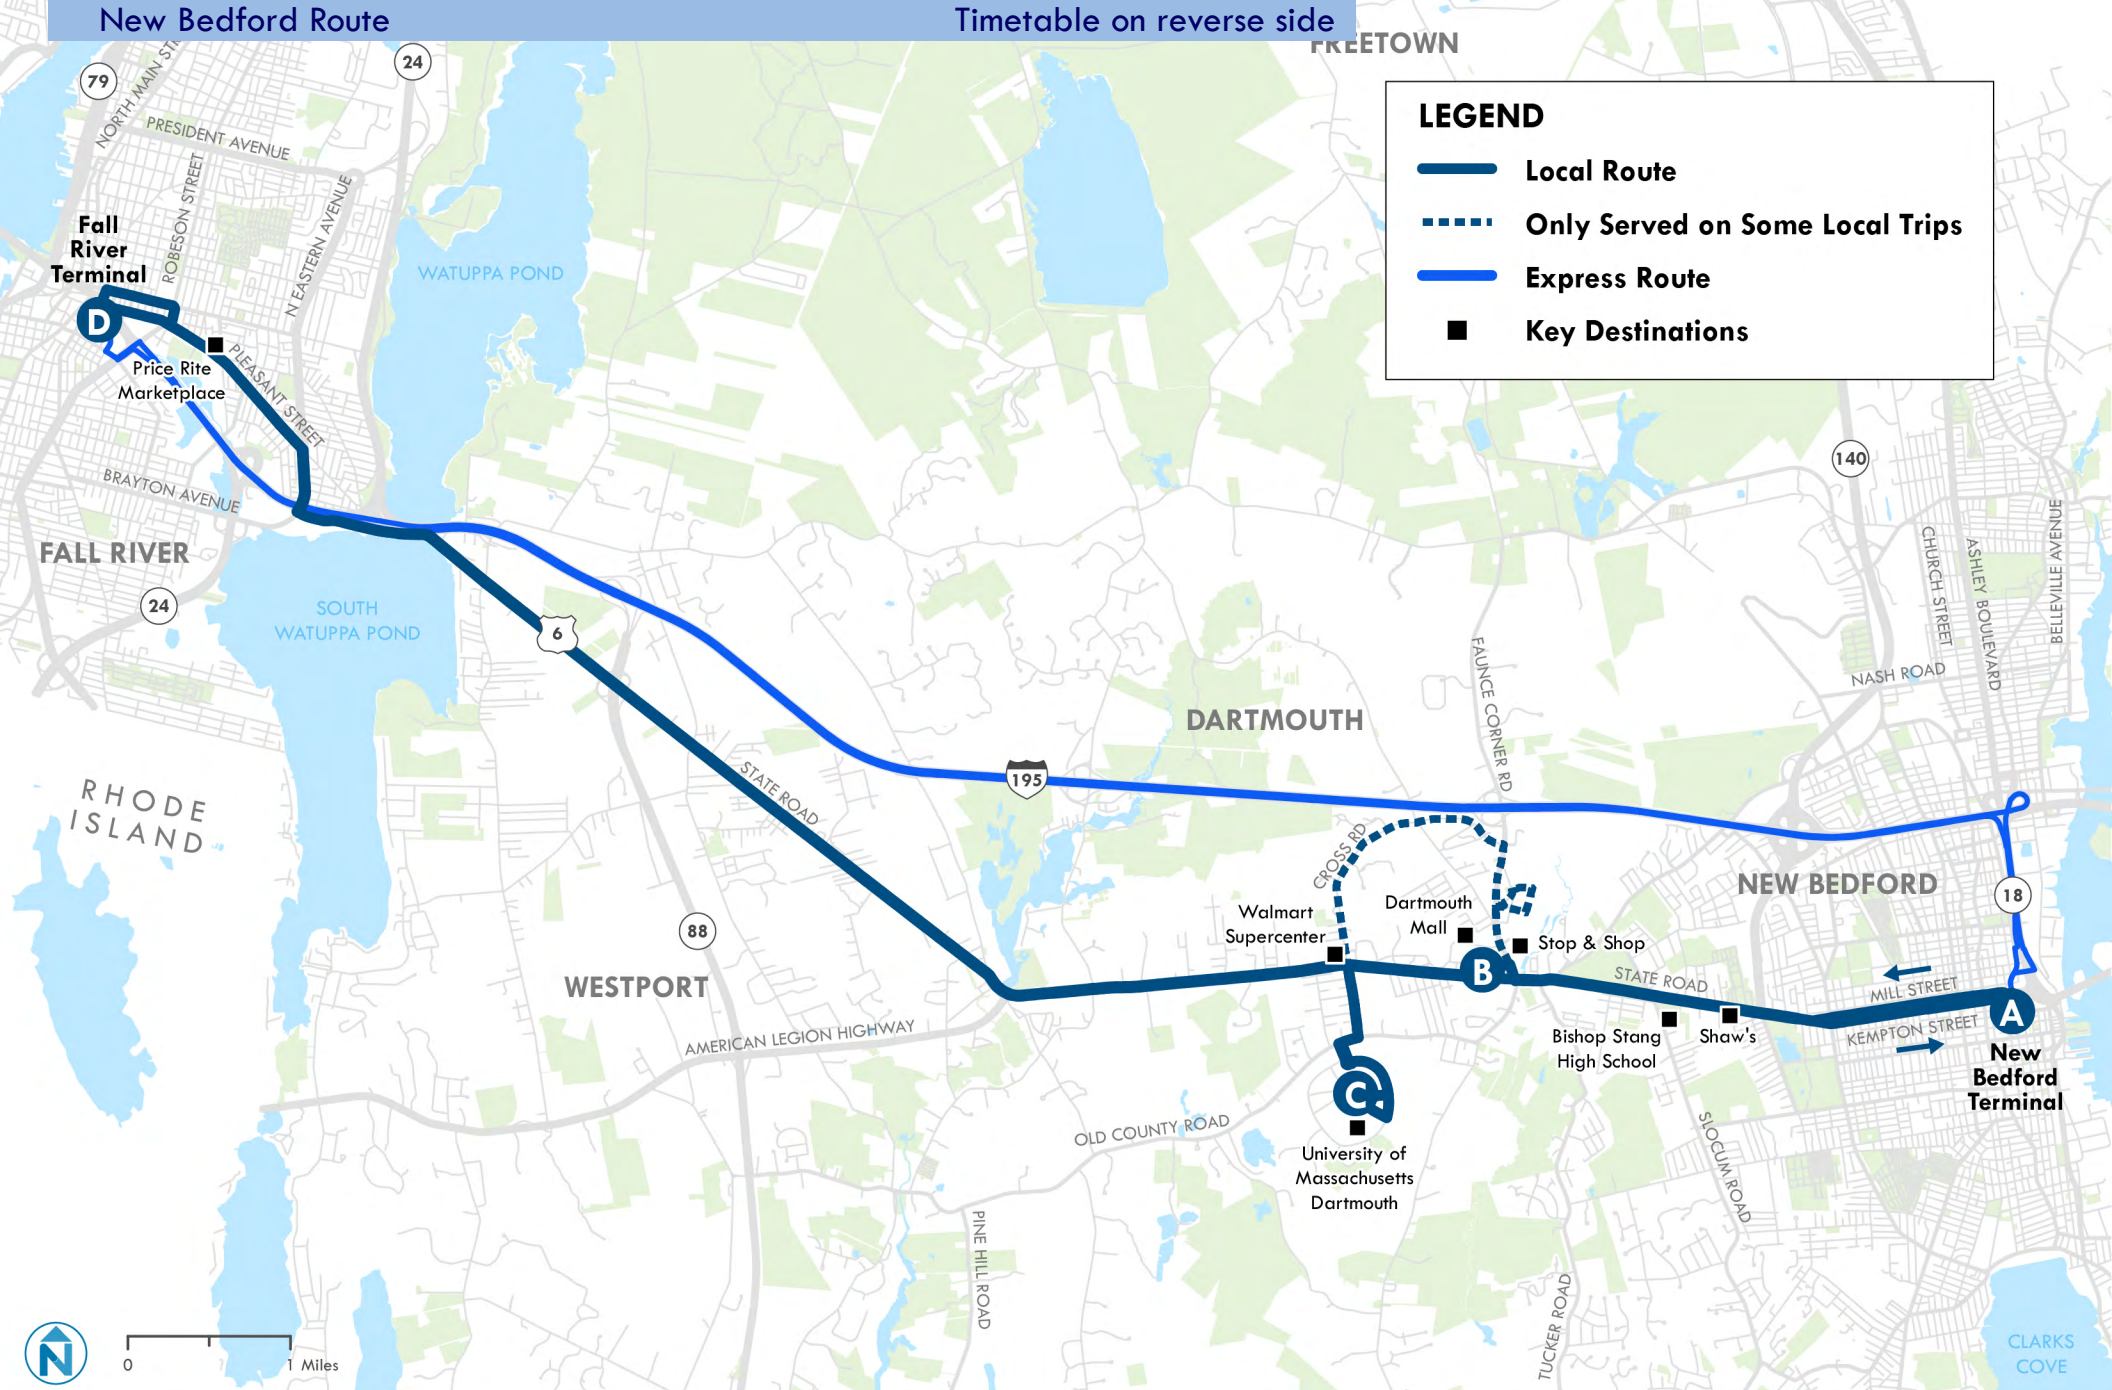 New Bedford Route
Timetable on reverse side
FREETOWN
79
24
NORTH MAIN ST
PRESIDENT AVENUE
ROBESON STREET
N EASTERN AVENUE
Fall
River
Terminal
D
WATUPPA POND
LEGEND
Local Route
Only Served on Some Local Trips
Express Route
Key Destinations
Price Rite
Marketplace
PLEASANT STREET
BRAYTON AVENUE
FALL RIVER
24
SOUTH
WATUPPA POND
6
140
CHURCH STREET
ASHLEY BOULEVARD
BELLEVILLE AVENUE
NASH ROAD
FAUNCE CORNER RD
DARTMOUTH
STATE ROAD
195
RHODE
ISLAND
CROSS RD
NEW BEDFORD
18
88
Walmart
Supercenter
Dartmouth
Mall
Stop & Shop
B
STATE ROAD
WESTPORT
MILL STREET
KEMPTON STREET
A
New
Bedford
Terminal
Bishop Stang
High School
Shaw's
AMERICAN LEGION HIGHWAY
C
University of
Massachusetts
Dartmouth
OLD COUNTY ROAD
SLOCUM ROAD
PINE HILL ROAD
TUCKER ROAD
N
0
1 Miles
CLARKS
COVE